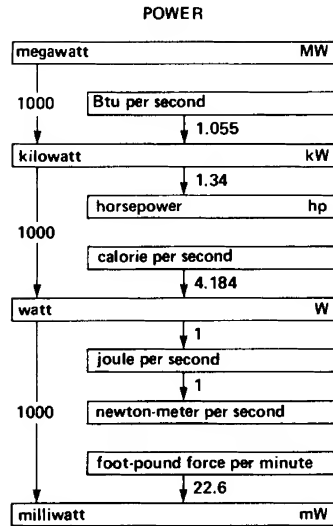 POWER
megawatt MW
1000
Btu per second
1.055
kilowatt kW
1.34
horsepower hp
1000
calorie per second
4.184
watt W
1
joule per second
1
1000
newton-meter per second
foot-pound force per minute
22.6
milliwatt mW